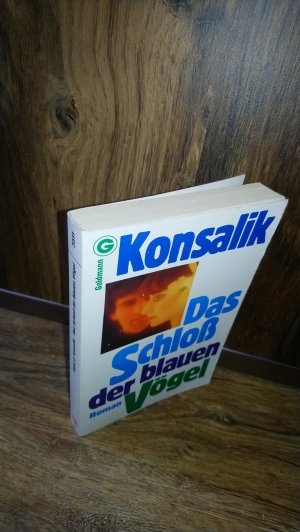 G
Goldmann
Konsalik
Das
Schloß
der blauen
Vögel
Roman